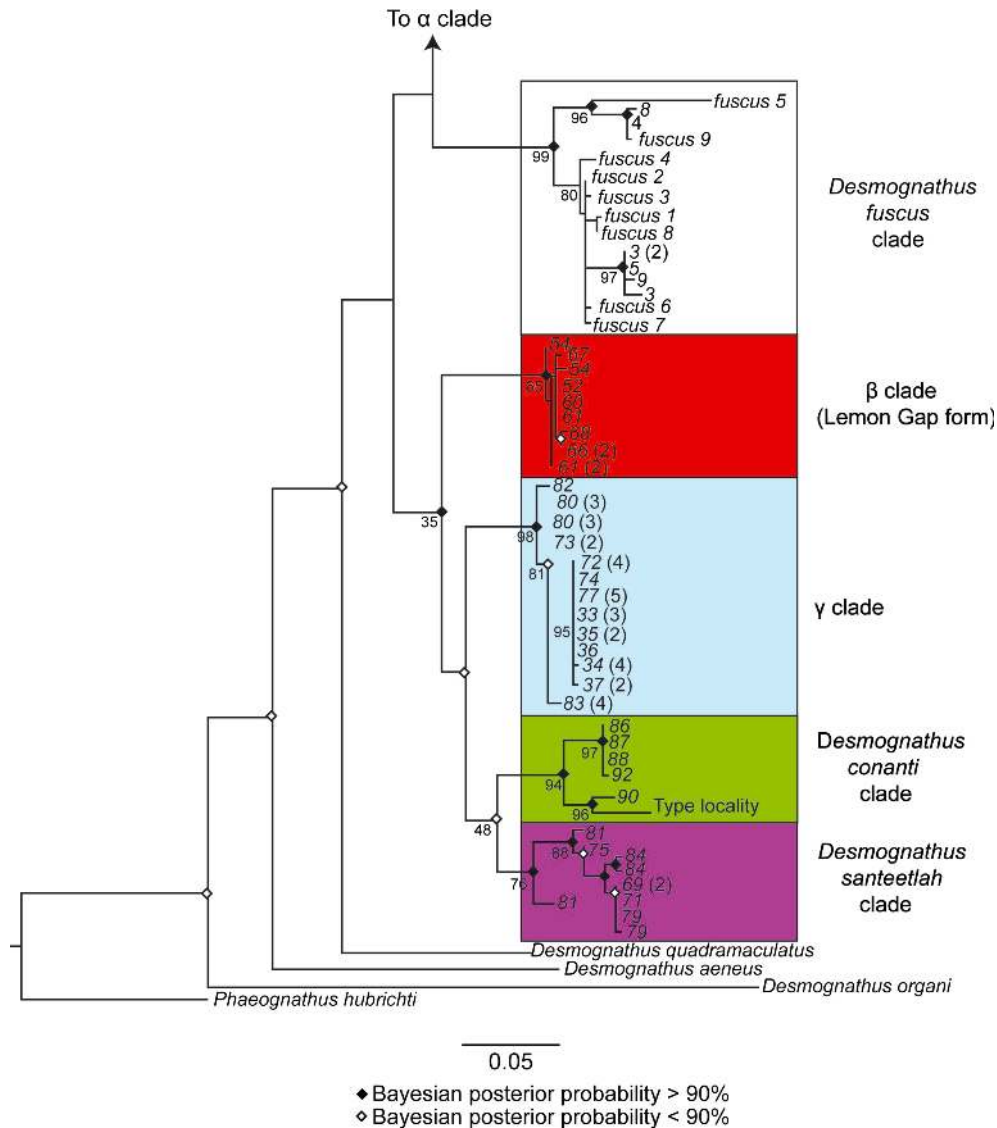 To α clade
fuscus 5
8
96
4
fuscus 9
99
fuscus 4
fuscus 2
80
fuscus 3
fuscus 1
fuscus 8
3 (2)
5
97
9
3
fuscus 6
fuscus 7
Desmognathus
fuscus
clade
54
67
54
65
52
60
61
68
66 (2)
61 (2)
β clade
(Lemon Gap form)
35
82
80 (3)
80 (3)
98
73 (2)
72 (4)
81
74
77 (5)
33 (3)
95
35 (2)
36
34 (4)
37 (2)
83 (4)
γ clade
86
97
87
88
92
94
90
Type locality
96
Desmognathus
conanti
clade
48
81
88
75
84
84
76
69 (2)
71
81
79
79
Desmognathus
santeetlah
clade
Desmognathus quadramaculatus
Desmognathus aeneus
Desmognathus organi
Phaeognathus hubrichti
0.05
Bayesian posterior probability > 90%
Bayesian posterior probability < 90%